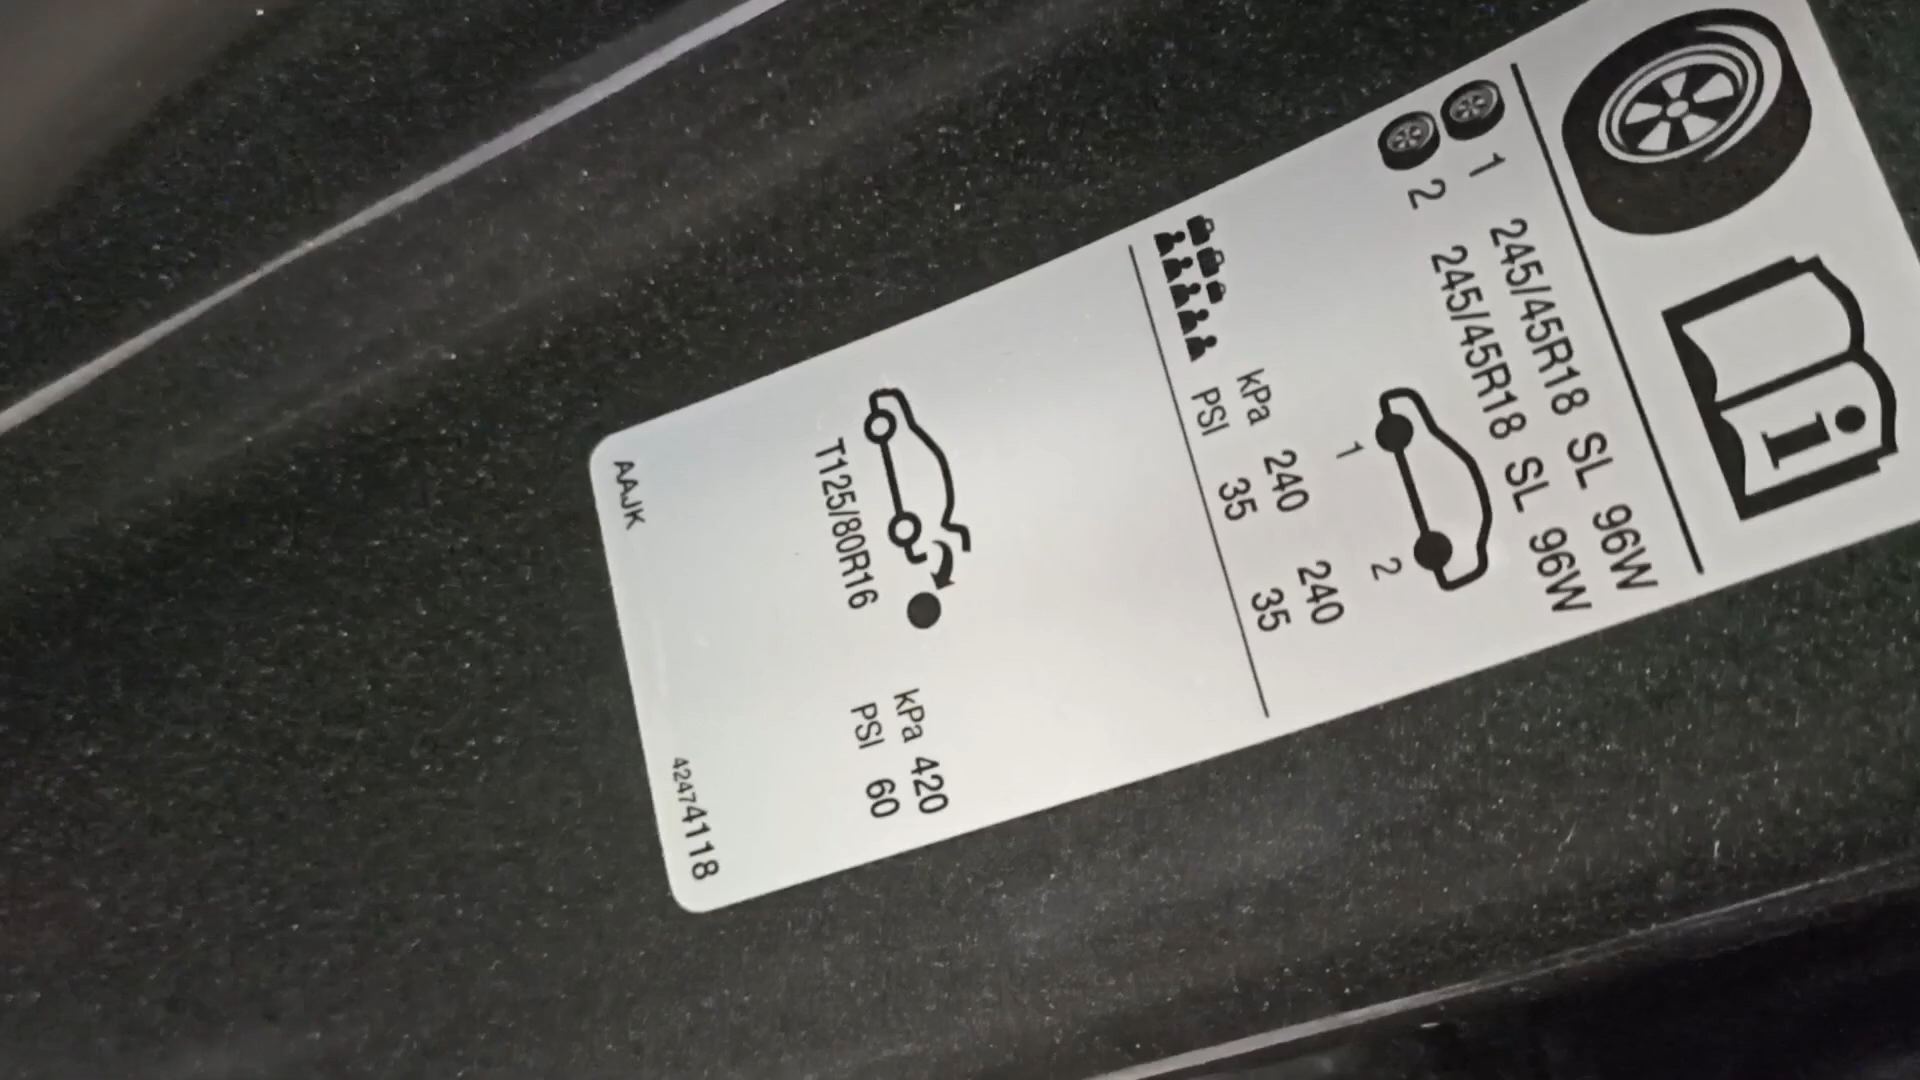 1 245/45R18 SL 96W
2 245/45R18 SL 96W
1 2
kPa 240 240
PSI 35 35
T125/80R16
kPa 420
PSI 60
AAJK 42474118